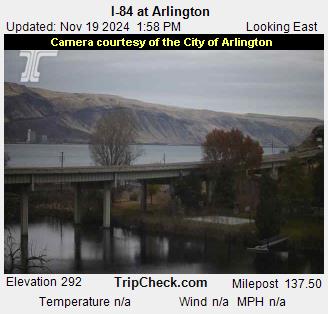 I-84 at Arlington
Updated: Nov 19 2024 1:58 PM Looking East
Camera courtesy of the City of Arlington
Elevation 292 TripCheck.com Milepost 137.50
Temperature n/a Wind n/a MPH n/a